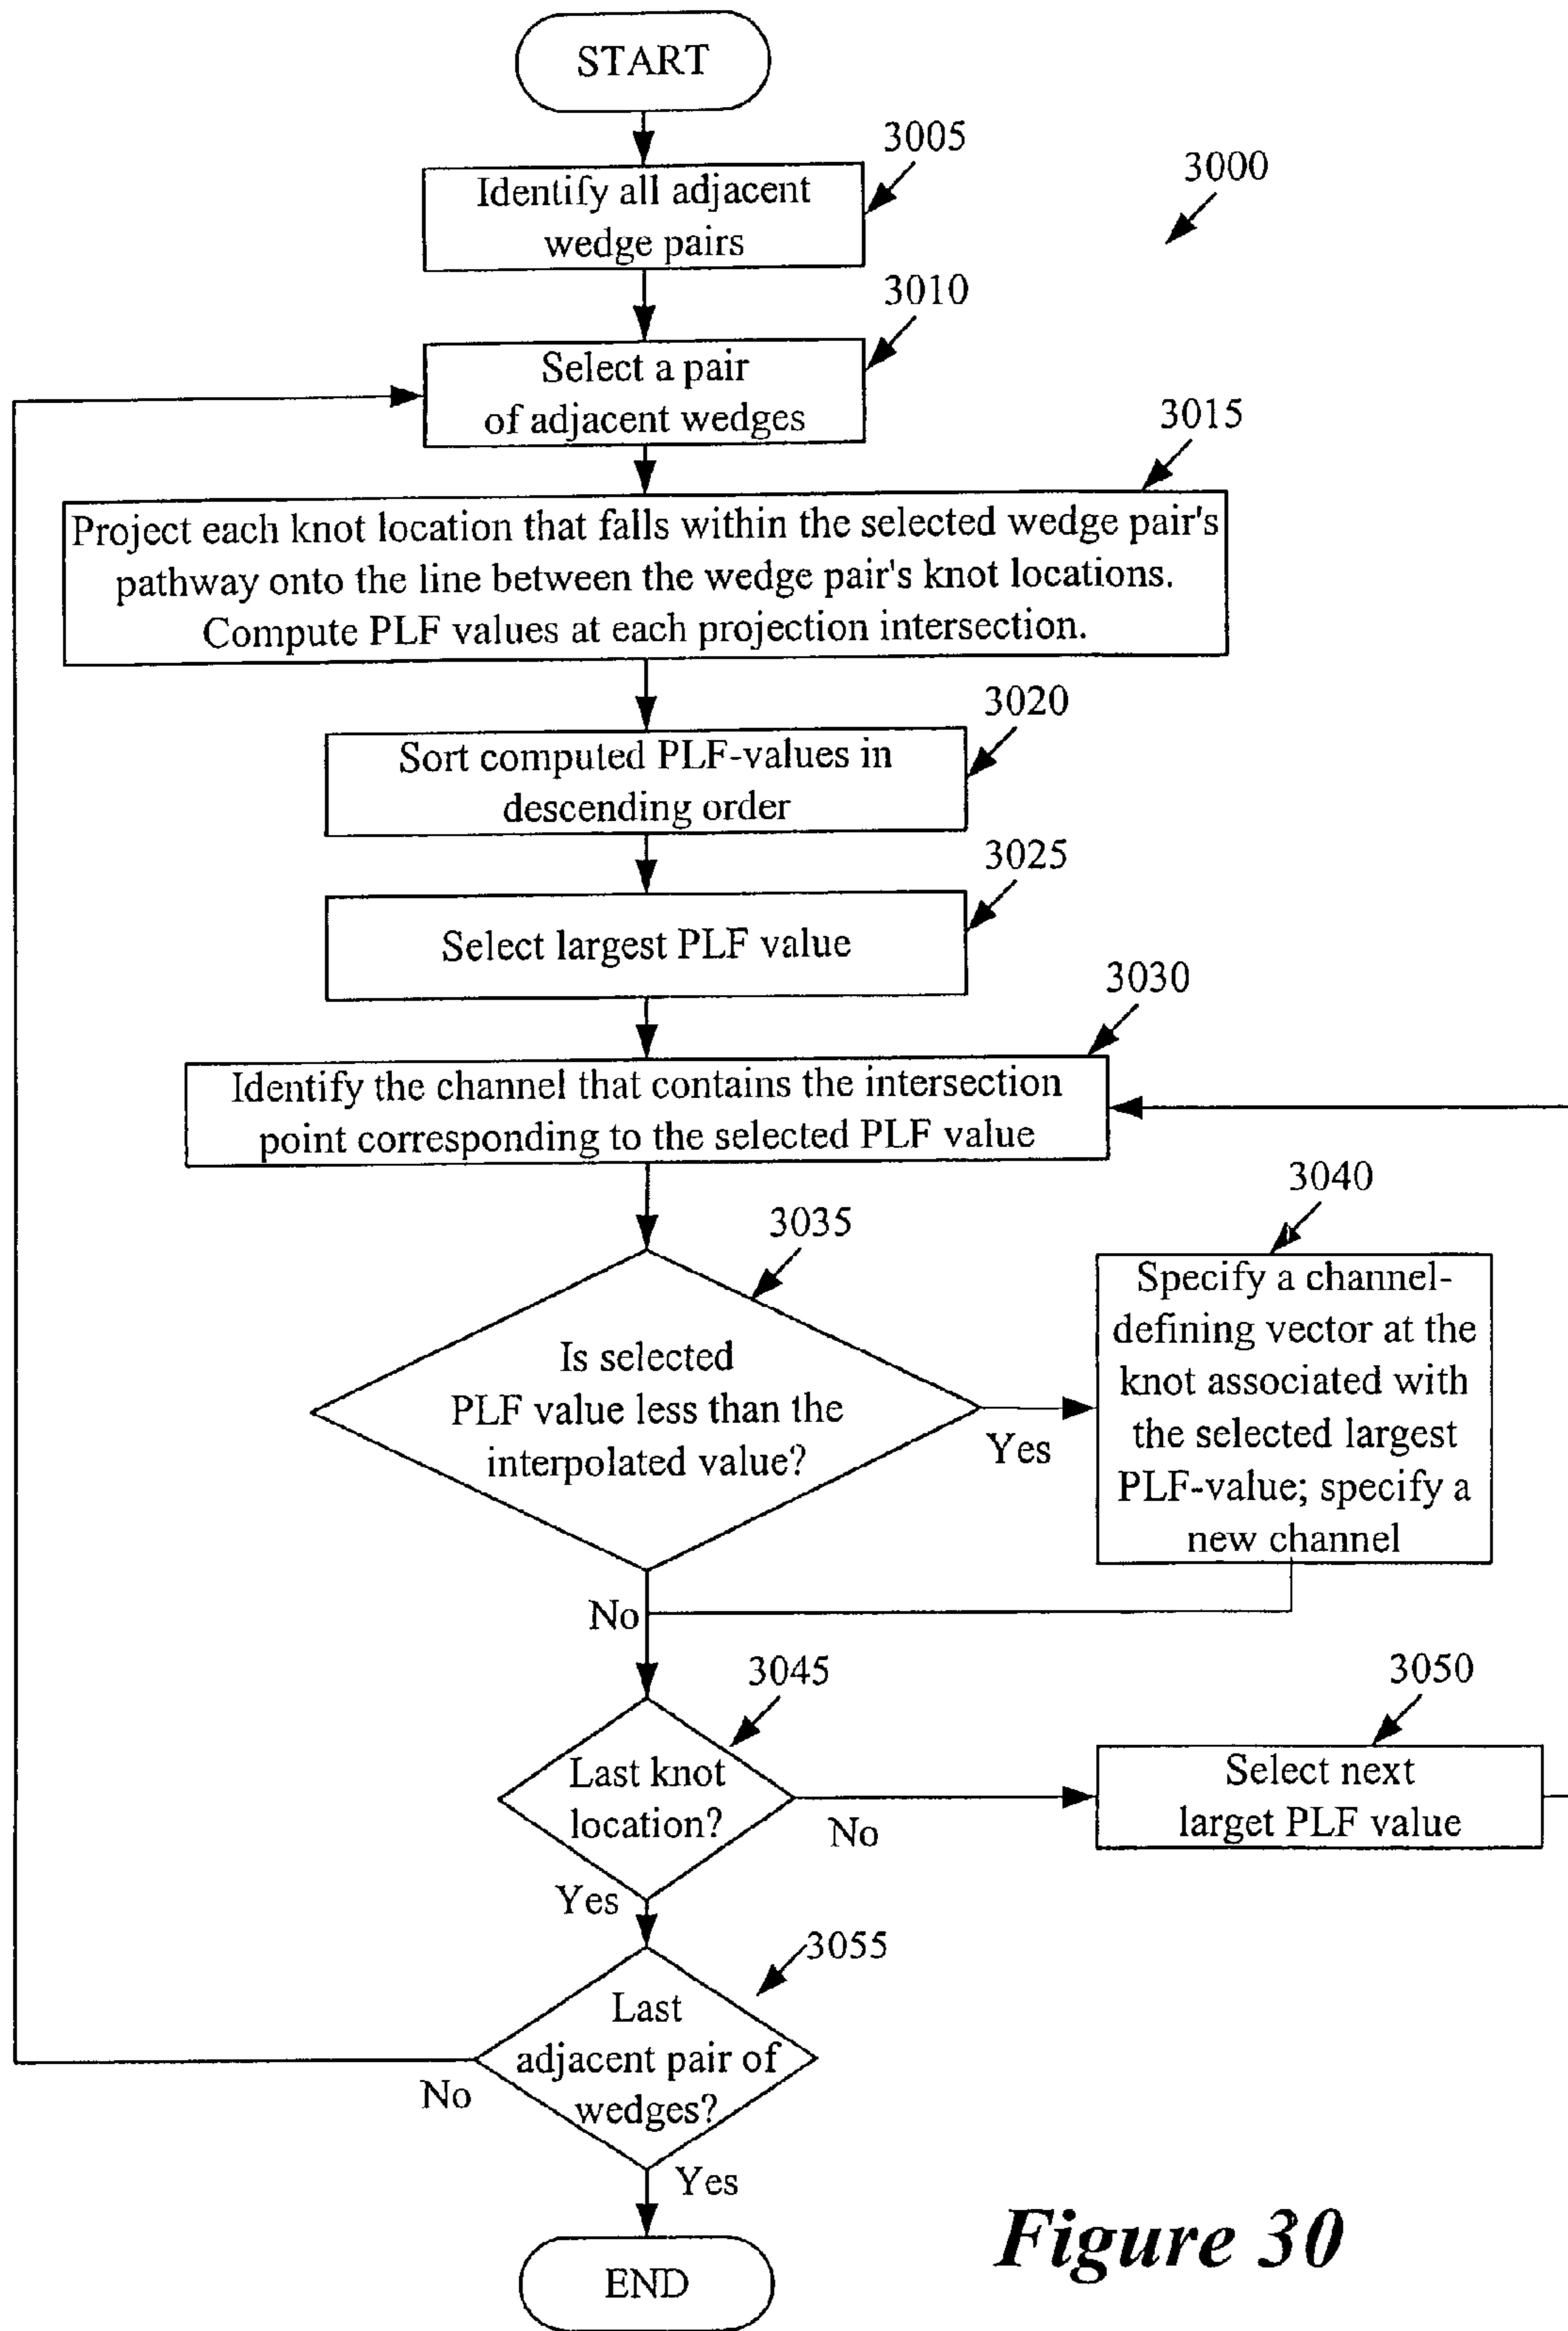 START
3005
3000
Identify all adjacent
wedge pairs
3010
Select a pair
of adjacent wedges
3015
Project each knot location that falls within the selected wedge pair's
pathway onto the line between the wedge pair's knot locations.
Compute PLF values at each projection intersection.
3020
Sort computed PLF-values in
descending order
3025
Select largest PLF value
3030
Identify the channel that contains the intersection
point corresponding to the selected PLF value
3035
Is selected
PLF value less than the
interpolated value?
Yes
3040
Specify a channel-
defining vector at the
knot associated with
the selected largest
PLF-value; specify a
new channel
No
3045
Last knot
location?
No
3050
Select next
larget PLF value
Yes
3055
Last
adjacent pair of
wedges?
No
Yes
END
Figure 30